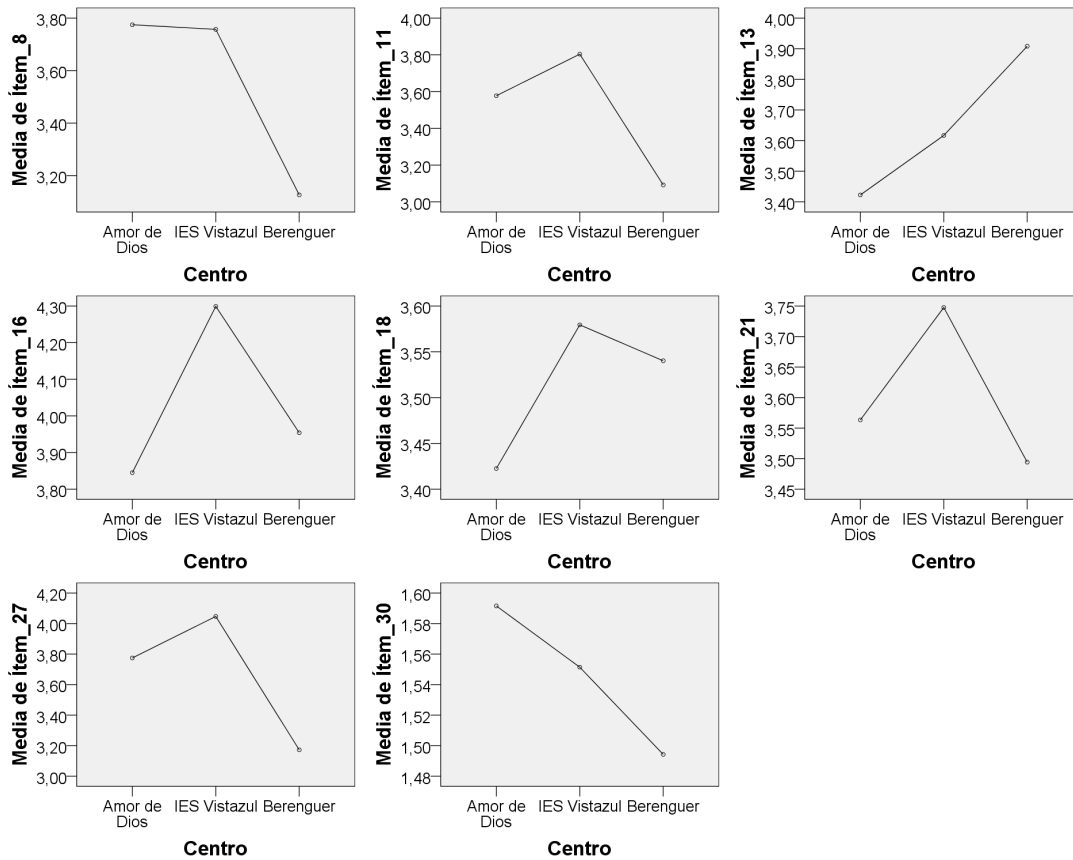 Media de Ítem_8
3,80
3,60
3,40
3,20
Amor de
Dios
IES Vistazul
Berenguer
Centro
Media de Ítem_11
4,00
3,80
3,60
3,40
3,20
3,00
Amor de
Dios
IES Vistazul
Berenguer
Centro
Media de Ítem_13
4,00
3,90
3,80
3,70
3,60
3,50
3,40
Amor de
Dios
IES Vistazul
Berenguer
Centro
Media de Ítem_16
4,30
4,20
4,10
4,00
3,90
3,80
Amor de
Dios
IES Vistazul
Berenguer
Centro
Media de Ítem_18
3,60
3,55
3,50
3,45
3,40
Amor de
Dios
IES Vistazul
Berenguer
Centro
Media de Ítem_21
3,75
3,70
3,65
3,60
3,55
3,50
3,45
Amor de
Dios
IES Vistazul
Berenguer
Centro
Media de Ítem_27
4,20
4,00
3,80
3,60
3,40
3,20
3,00
Amor de
Dios
IES Vistazul
Berenguer
Centro
Media de Ítem_30
1,60
1,58
1,56
1,54
1,52
1,50
1,48
Amor de
Dios
IES Vistazul
Berenguer
Centro